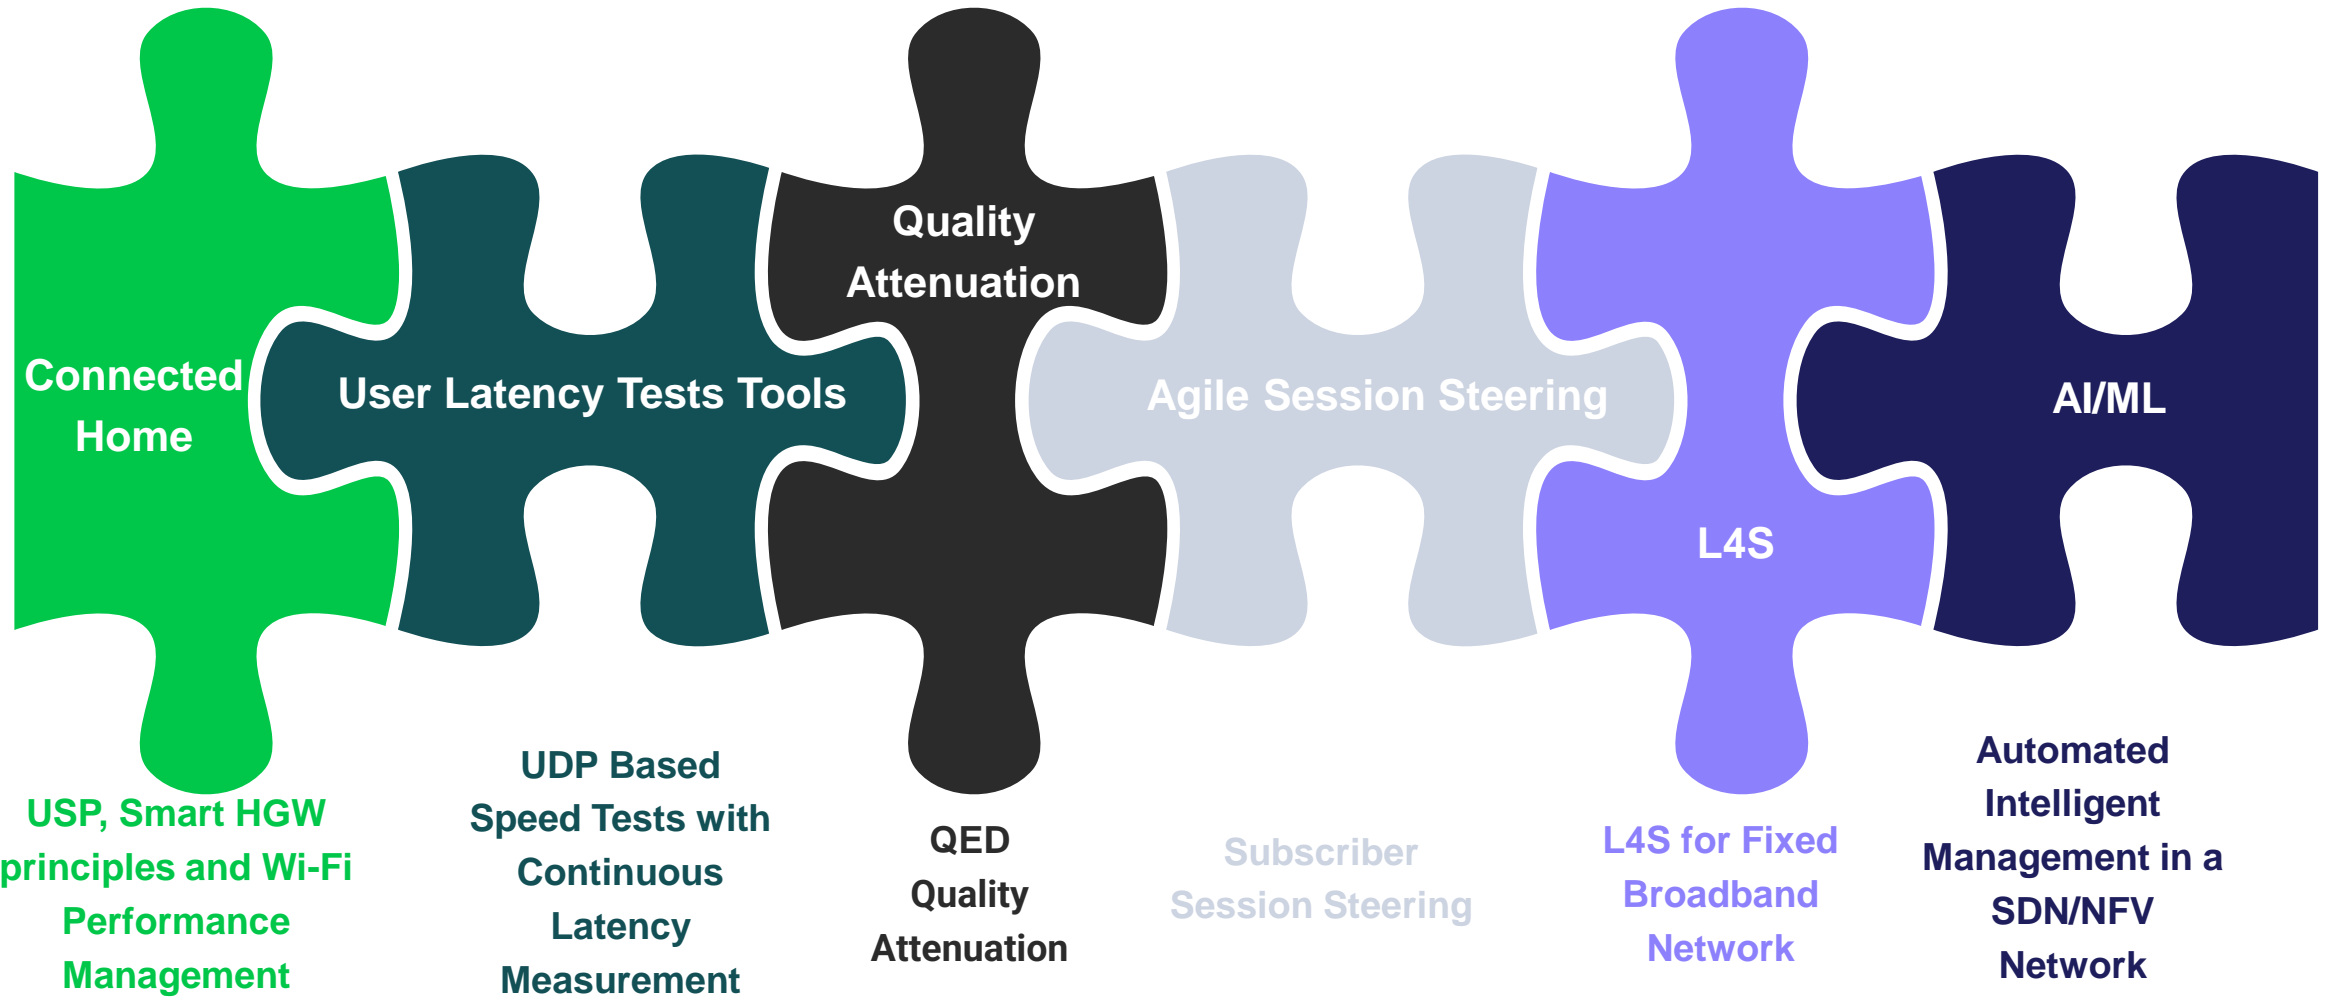 Connected
Home
User Latency Tests Tools
Quality
Attenuation
Agile Session Steering
L4S
AI/ML
USP, Smart HGW
principles and Wi-Fi
Performance
Management
UDP Based
Speed Tests with
Continuous
Latency
Measurement
QED
Quality
Attenuation
Subscriber
Session Steering
L4S for Fixed
Broadband
Network
Automated
Intelligent
Management in a
SDN/NFV
Network